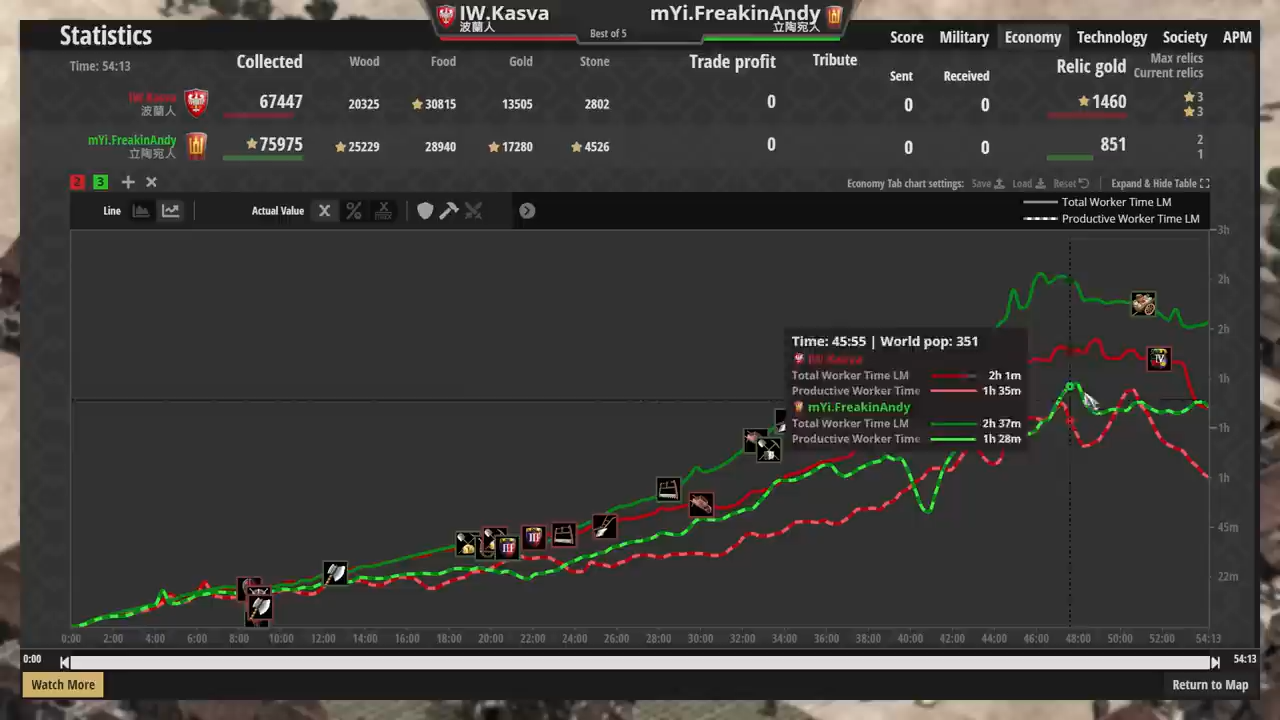 IW.Kasva
波蘭人
Best of 5
mYi.FreakinAndy
立陶宛人
Statistics
Score Military Economy Technology Society APM
Time: 54:13
Collected Wood Food Gold Stone Trade profit Tribute Sent Received Relic gold Max relics
Current relics
IW.Kasva 67447 20325 30815 13505 2802 0 0 0 1460 3
波蘭人 3
mYi.FreakinAndy 75975 25229 28940 17280 4526 0 0 0 851 2
立陶宛人 1
2 3
Economy Tab chart settings: Save Load Reset Expand & Hide Table
Line Actual Value X %
Total Worker Time LM
Productive Worker Time LM
3h
2h
2h
1h
1h
1h
45m
22m
Time: 45:55 | World pop: 351
IW.Kasva
Total Worker Time LM 2h 1m
Productive Worker Time 1h 35m
mYi.FreakinAndy
Total Worker Time LM 2h 37m
Productive Worker Time 1h 28m
IV
III
III
0:00 2:00 4:00 6:00 8:00 10:00 12:00 14:00 16:00 18:00 20:00 22:00 24:00 26:00 28:00 30:00 32:00 34:00 36:00 38:00 40:00 42:00 44:00 46:00 48:00 50:00 52:00 54:13
0:00 54:13
Watch More Return to Map